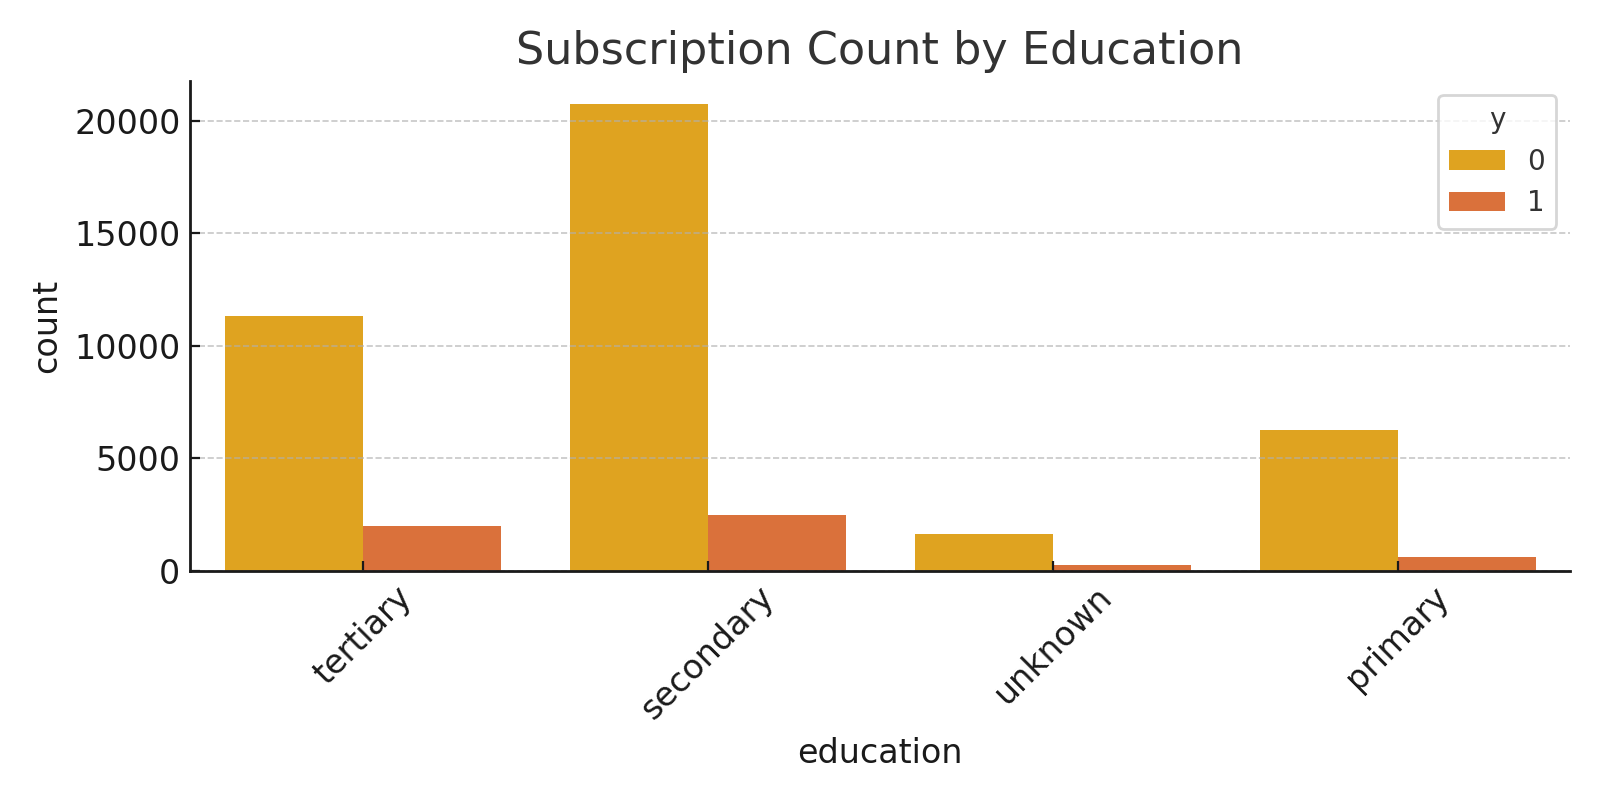 Subscription Count by Education
20000
15000
10000
5000
0
count
y
0
1
tertiary
secondary
unknown
primary
education